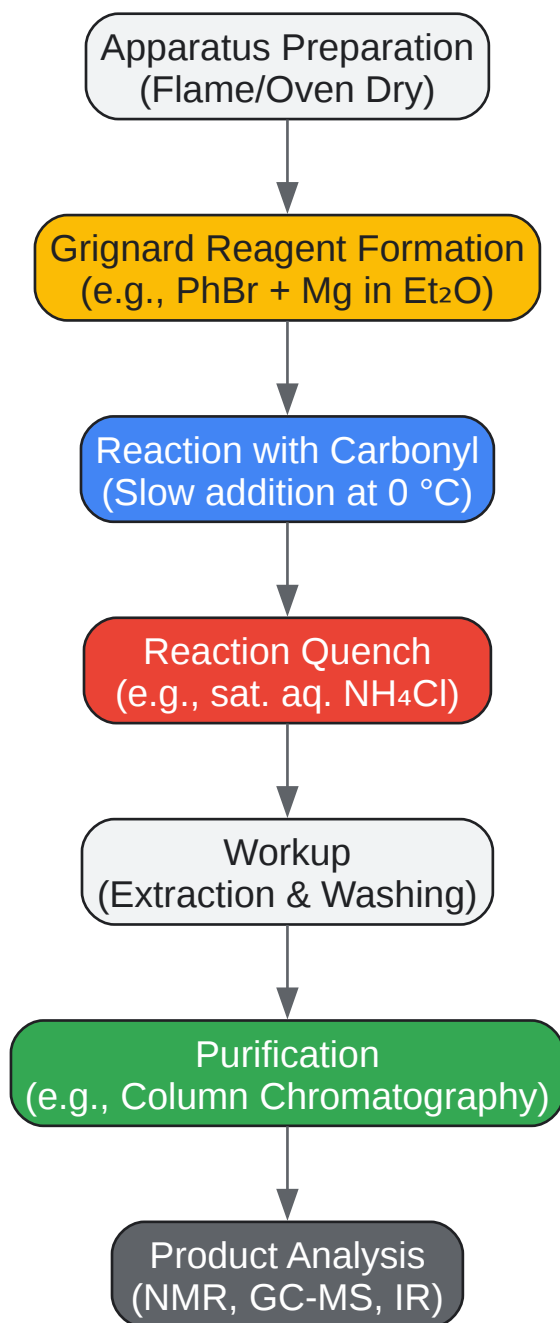 Apparatus Preparation
(Flame/Oven Dry)
Grignard Reagent Formation
(e.g., PhBr + Mg in Et₂O)
Reaction with Carbonyl
(Slow addition at 0 °C)
Reaction Quench
(e.g., sat. aq. NH₄Cl)
Workup
(Extraction & Washing)
Purification
(e.g., Column Chromatography)
Product Analysis
(NMR, GC-MS, IR)